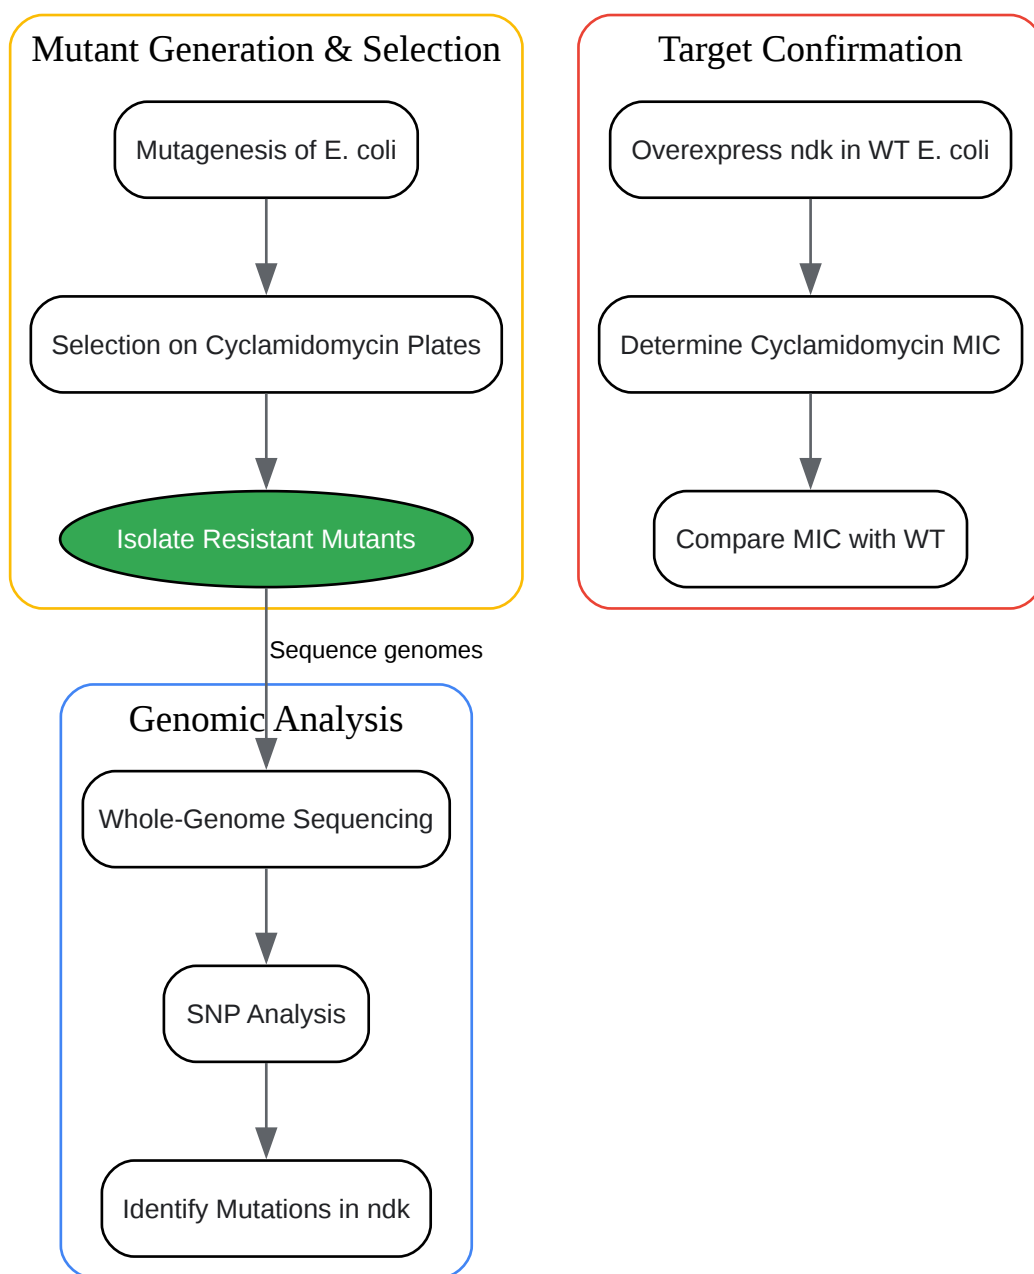 Mutant Generation & Selection
Mutagenesis of E. coli
Selection on Cyclamidomycin Plates
Isolate Resistant Mutants
Sequence genomes
Genomic Analysis
Whole-Genome Sequencing
SNP Analysis
Identify Mutations in ndk
Target Confirmation
Overexpress ndk in WT E. coli
Determine Cyclamidomycin MIC
Compare MIC with WT